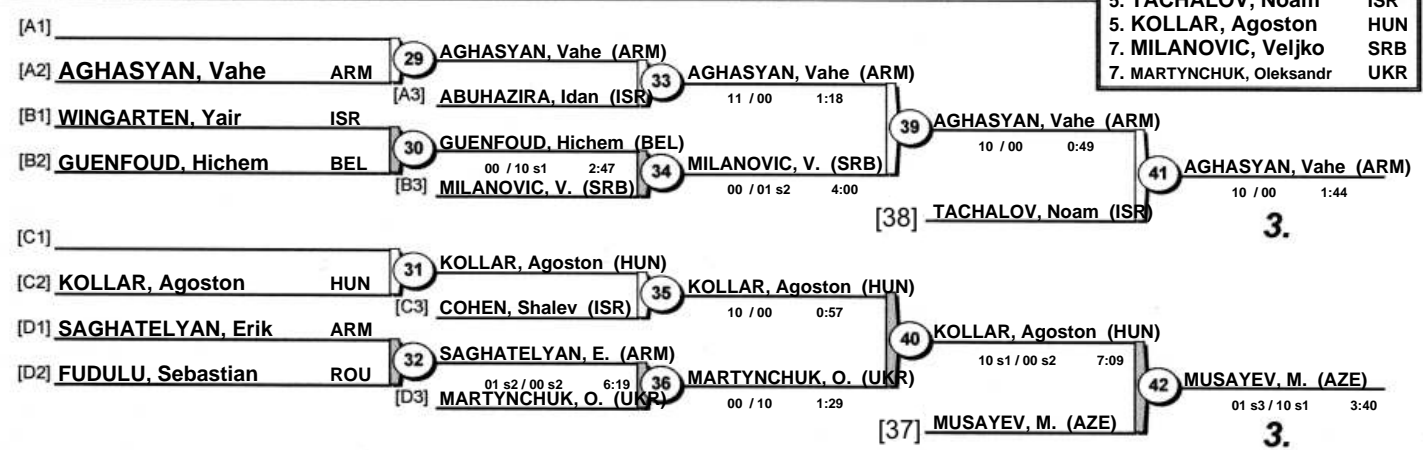 5. TACHALOV, Noam ISR
5. KOLLAR, Agoston HUN
7. MILANOVIC, Veljko SRB
7. MARTYNCHUK, Oleksandr UKR
[A1]
[A2] AGHASYAN, Vahe ARM
29
AGHASYAN, Vahe (ARM)
[A3] ABUHAZIRA, Idan (ISR)
33
AGHASYAN, Vahe (ARM)
11 / 00 1:18
[B1] WINGARTEN, Yair ISR
[B2] GUENFOUD, Hichem BEL
30
GUENFOUD, Hichem (BEL)
00 / 10 s1 2:47
[B3] MILANOVIC, V. (SRB)
34
MILANOVIC, V. (SRB)
00 / 01 s2 4:00
39
AGHASYAN, Vahe (ARM)
10 / 00 0:49
[38] TACHALOV, Noam (ISR)
41
AGHASYAN, Vahe (ARM)
10 / 00 1:44
3.
[C1]
[C2] KOLLAR, Agoston HUN
31
KOLLAR, Agoston (HUN)
[C3] COHEN, Shalev (ISR)
35
KOLLAR, Agoston (HUN)
10 / 00 0:57
[D1] SAGHATELYAN, Erik ARM
[D2] FUDULU, Sebastian ROU
32
SAGHATELYAN, E. (ARM)
01 s2 / 00 s2 6:19
[D3] MARTYNCHUK, O. (UKR)
36
MARTYNCHUK, O. (UKR)
00 / 10 1:29
40
KOLLAR, Agoston (HUN)
10 s1 / 00 s2 7:09
[37] MUSAYEV, M. (AZE)
42
MUSAYEV, M. (AZE)
01 s3 / 10 s1 3:40
3.